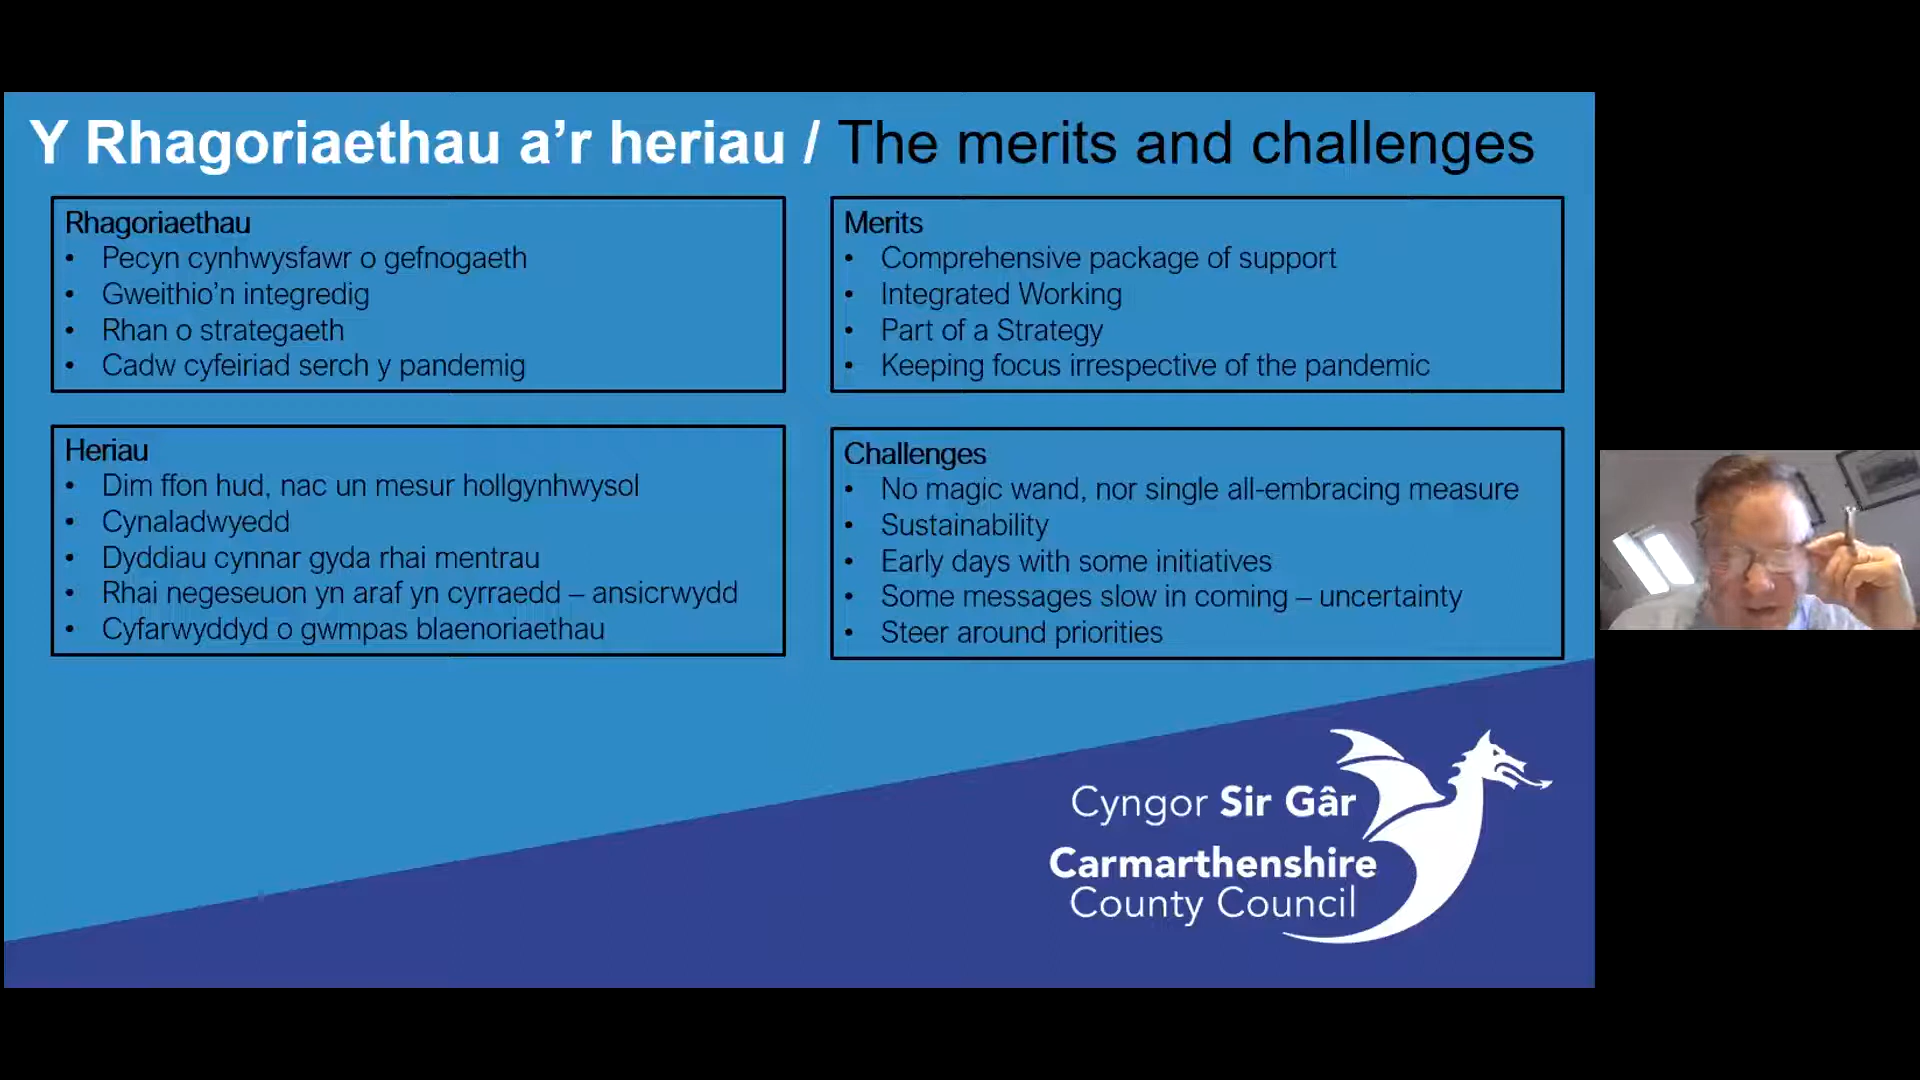 Y Rhagoriaethau a’r heriau / The merits and challenges
Rhagoriaethau
• Pecyn cynhwysfawr o gefnogaeth
• Gweithio’n integredig
• Rhan o strategaeth
• Cadw cyfeiriad serch y pandemig
Merits
• Comprehensive package of support
• Integrated Working
• Part of a Strategy
• Keeping focus irrespective of the pandemic
Heriau
• Dim ffon hud, nac un mesur hollgynhwysol
• Cynaladwyedd
• Dyddiau cynnar gyda rhai mentrau
• Rhai negeseuon yn araf yn cyrraedd – ansicrwydd
• Cyfarwyddyd o gwmpas blaenoriaethau
Challenges
• No magic wand, nor single all-embracing measure
• Sustainability
• Early days with some initiatives
• Some messages slow in coming – uncertainty
• Steer around priorities
Cyngor Sir Gâr
Carmarthenshire
County Council